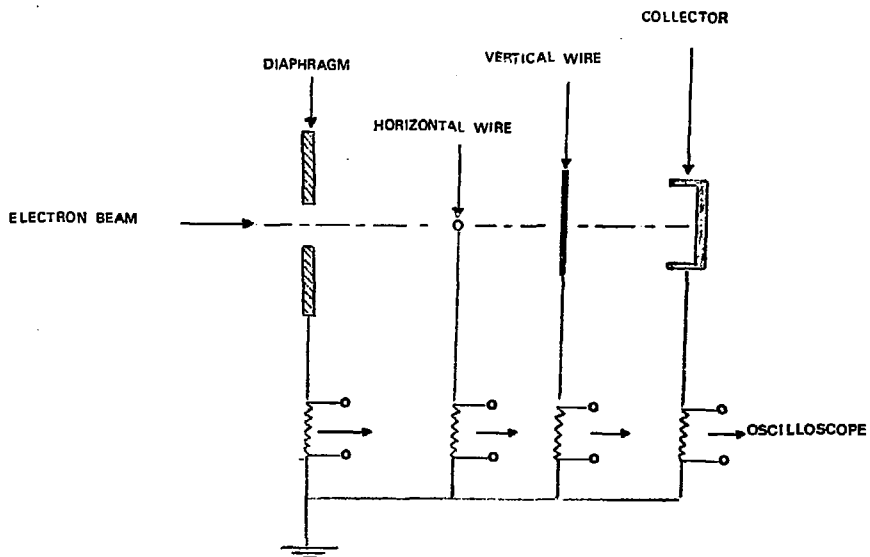 COLLECTOR
VERTICAL WIRE
DIAPHRAGM
HORIZONTAL WIRE
ELECTRON BEAM
OSCILLOSCOPE